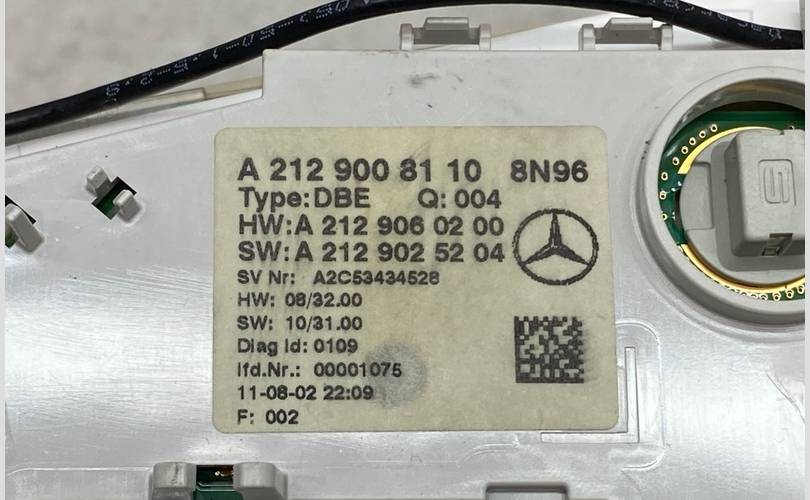 A 212 900 81 10 8N96
Type:DBE Q: 004
HW:A 212 906 02 00
SW:A 212 902 52 04
SV Nr: A2C53434528
HW: 08/32.00
SW: 10/31.00
Diag Id: 0109
lfd.Nr.: 00001075
11-08-02 22:09
F: 002